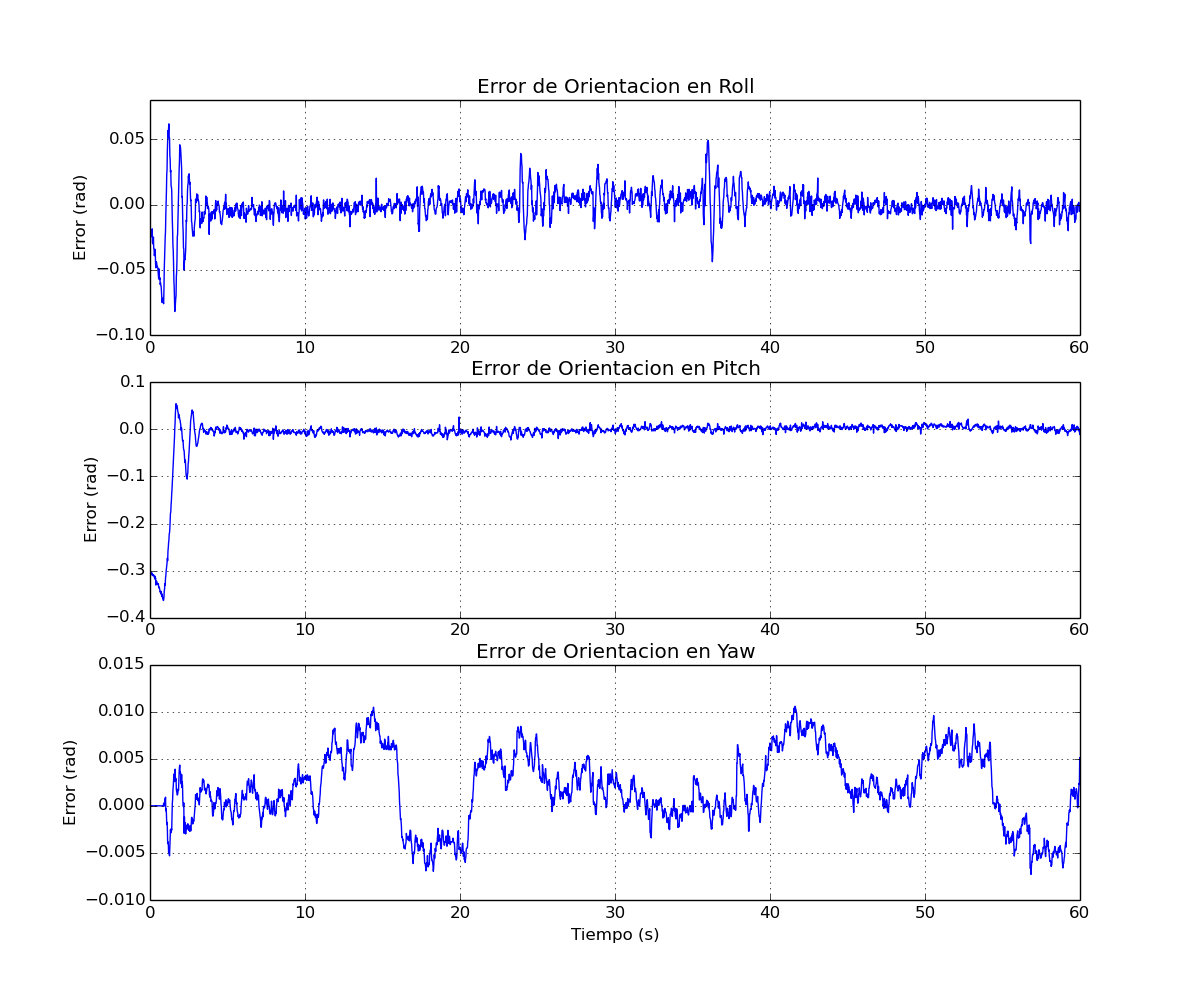 Error de Orientacion en Roll
0.05
0.00
−0.05
−0.10
Error (rad)
0 10 20 30 40 50 60
Error de Orientacion en Pitch
0.1
0.0
−0.1
−0.2
−0.3
−0.4
Error (rad)
0 10 20 30 40 50 60
Error de Orientacion en Yaw
0.015
0.010
0.005
0.000
−0.005
−0.010
Error (rad)
0 10 20 30 40 50 60
Tiempo (s)